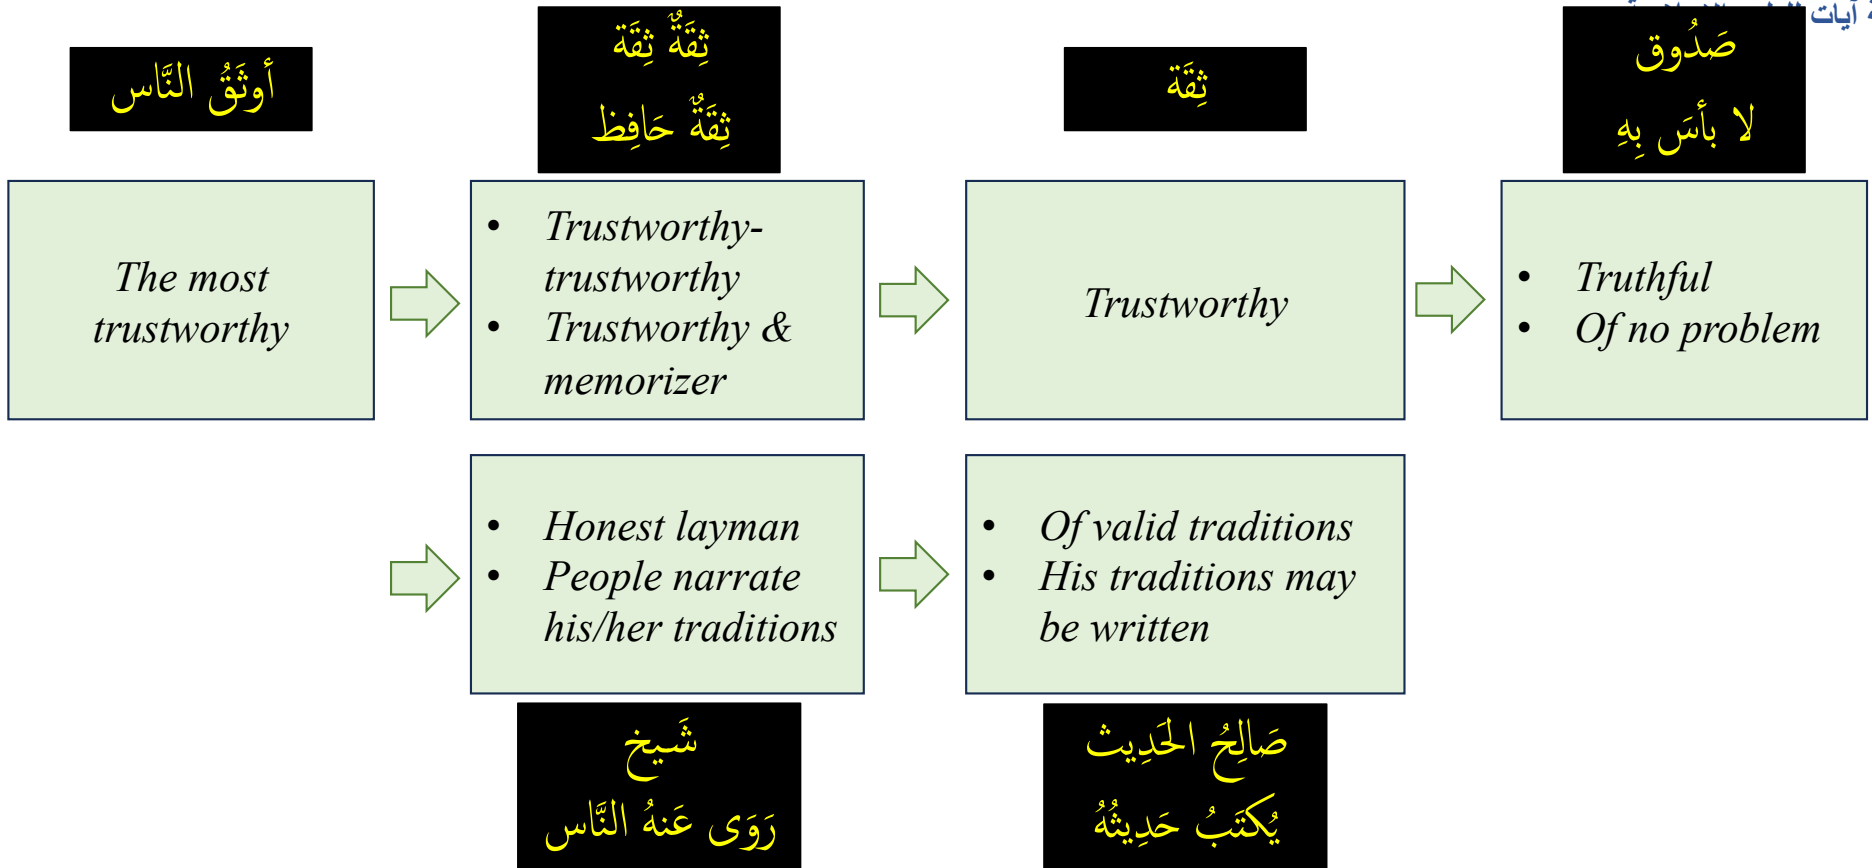 آيات
أوثَقُ النَّاس
ثِقَةٌ ثِقَة
ثِقَةٌ حَافِظ
ثِقَة
صَدُوق
لا بأسَ بِهِ
The most
trustworthy
• Trustworthy-
trustworthy
• Trustworthy &
memorizer
Trustworthy
• Truthful
• Of no problem
• Honest layman
• People narrate
his/her traditions
• Of valid traditions
• His traditions may
be written
شَيخ
رَوَى عَنهُ النَّاس
صَالِحُ الحَدِيث
يُكتَبُ حَدِيثُهُ